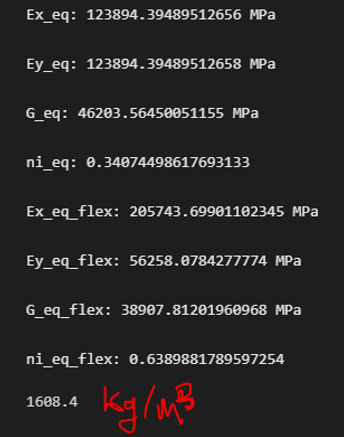 Ex_eq: 123894.39489512656 MPa
Ey_eq: 123894.39489512658 MPa
G_eq: 46203.56450051155 MPa
ni_eq: 0.34074498617693133
Ex_eq_flex: 205743.69901102345 MPa
Ey_eq_flex: 56258.0784277774 MPa
G_eq_flex: 38907.81201960968 MPa
ni_eq_flex: 0.6389881789597254
1608.4 Kg/m3